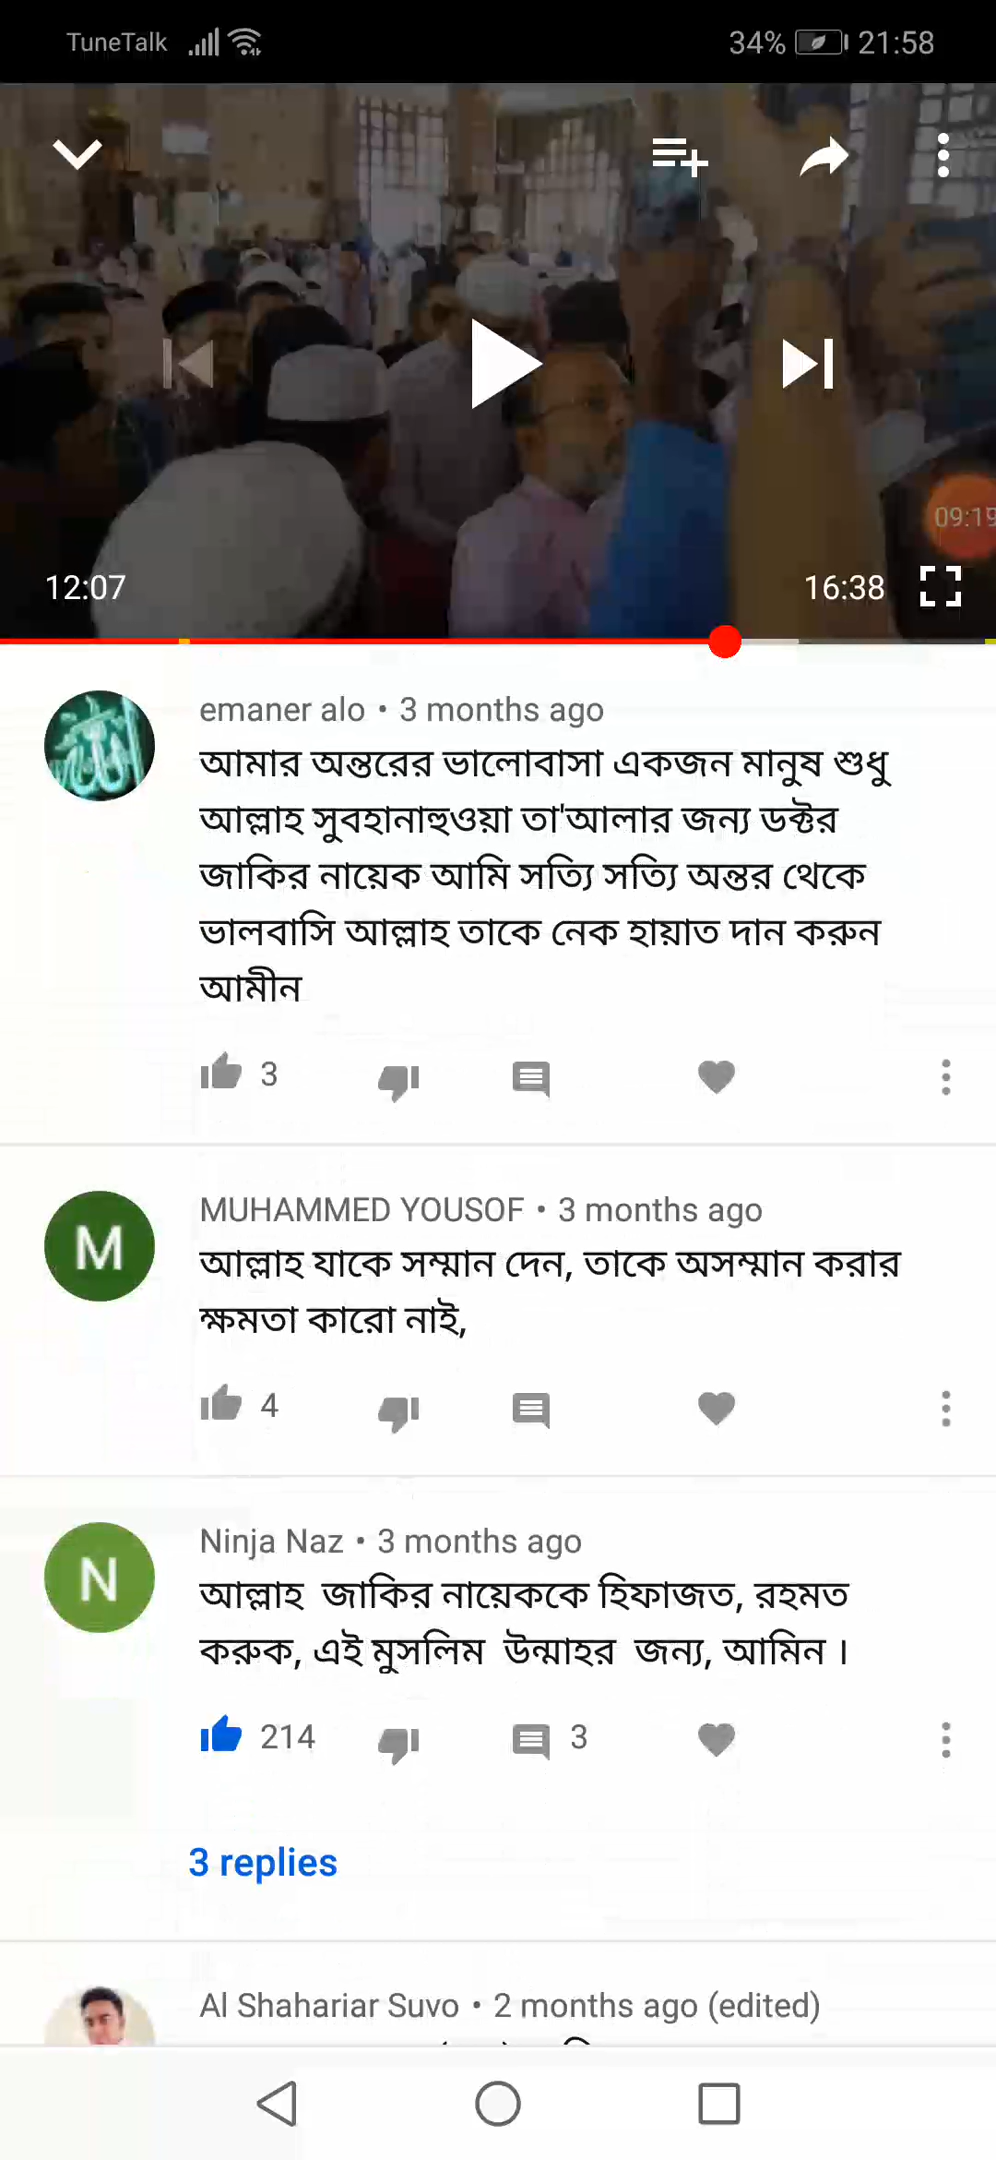 TuneTalk 34% 21:58
09:19
12:07 16:38
emaner alo • 3 months ago
আমার অন্তরের ভালোবাসা একজন মানুষ শুধু
আল্লাহ সুবহানাহুওয়া তা'আলার জন্য ডক্টর
জাকির নায়েক আমি সত্যি সত্যি অন্তর থেকে
ভালবাসি আল্লাহ তাকে নেক হায়াত দান করুন
আমীন
3
M
MUHAMMED YOUSOF • 3 months ago
আল্লাহ যাকে সম্মান দেন, তাকে অসম্মান করার
ক্ষমতা কারো নাই,
4
N
Ninja Naz • 3 months ago
আল্লাহ জাকির নায়েককে হিফাজত, রহমত
করুক, এই মুসলিম উন্মাহর জন্য, আমিন ।
214 3
3 replies
Al Shahariar Suvo • 2 months ago (edited)